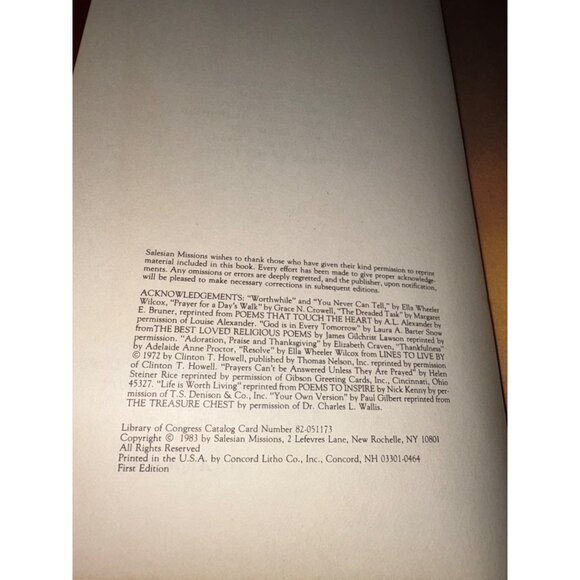 Salesian Missions wishes to thank those who have given their kind permission to reprint
material included in this book. Every effort has been made to give proper acknowledge-
ments. Any omissions or errors are deeply regretted, and the publisher, upon notification,
will be pleased to make necessary corrections in subsequent editions.
ACKNOWLEDGEMENTS: "Worthwhile" and "You Never Can Tell," by Ella Wheeler
Wilcox, "Prayer for a Day's Walk" by Grace N. Crowell, "The Dreaded Task" by Margaret
E. Bruner, reprinted from POEMS THAT TOUCH THE HEART by A.L. Alexander by
permission of Louise Alexander. "God is in Every Tomorrow" by Laura A. Barter Snow
fromTHE BEST LOVED RELIGIOUS POEMS by James Gilchrist Lawson reprinted by
permission. "Adoration, Praise and Thanksgiving" by Elizabeth Craven, "Thankfulness"
by Adelaide Anne Proctor, "Resolve" by Ella Wheeler Wilcox from LINES TO LIVE BY
© 1972 by Clinton T. Howell, published by Thomas Nelson, Inc. reprinted by permission
of Clinton T. Howell. "Prayers Can't be Answered Unless They Are Prayed" by Helen
Steiner Rice reprinted by permission of Gibson Greeting Cards, Inc., Cincinnati, Ohio
45327. "Life is Worth Living" reprinted from POEMS TO INSPIRE by Nick Kenny by per-
mission of T.S. Denison & Co., Inc. "Your Own Version" by Paul Gilbert reprinted from
THE TREASURE CHEST by permission of Dr. Charles L. Wallis.
Library of Congress Catalog Card Number 82-051173
Copyright © 1983 by Salesian Missions, 2 Lefevres Lane, New Rochelle, NY 10801
All Rights Reserved
Printed in the U.S.A. by Concord Litho Co., Inc., Concord, NH 03301-0464
First Edition